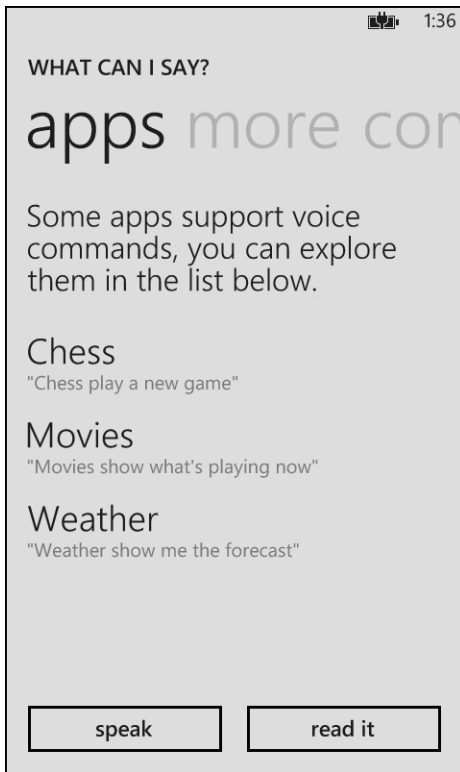 1:36
WHAT CAN I SAY?
apps more con
Some apps support voice
commands, you can explore
them in the list below.
Chess
"Chess play a new game"
Movies
"Movies show what's playing now"
Weather
"Weather show me the forecast"
speak read it